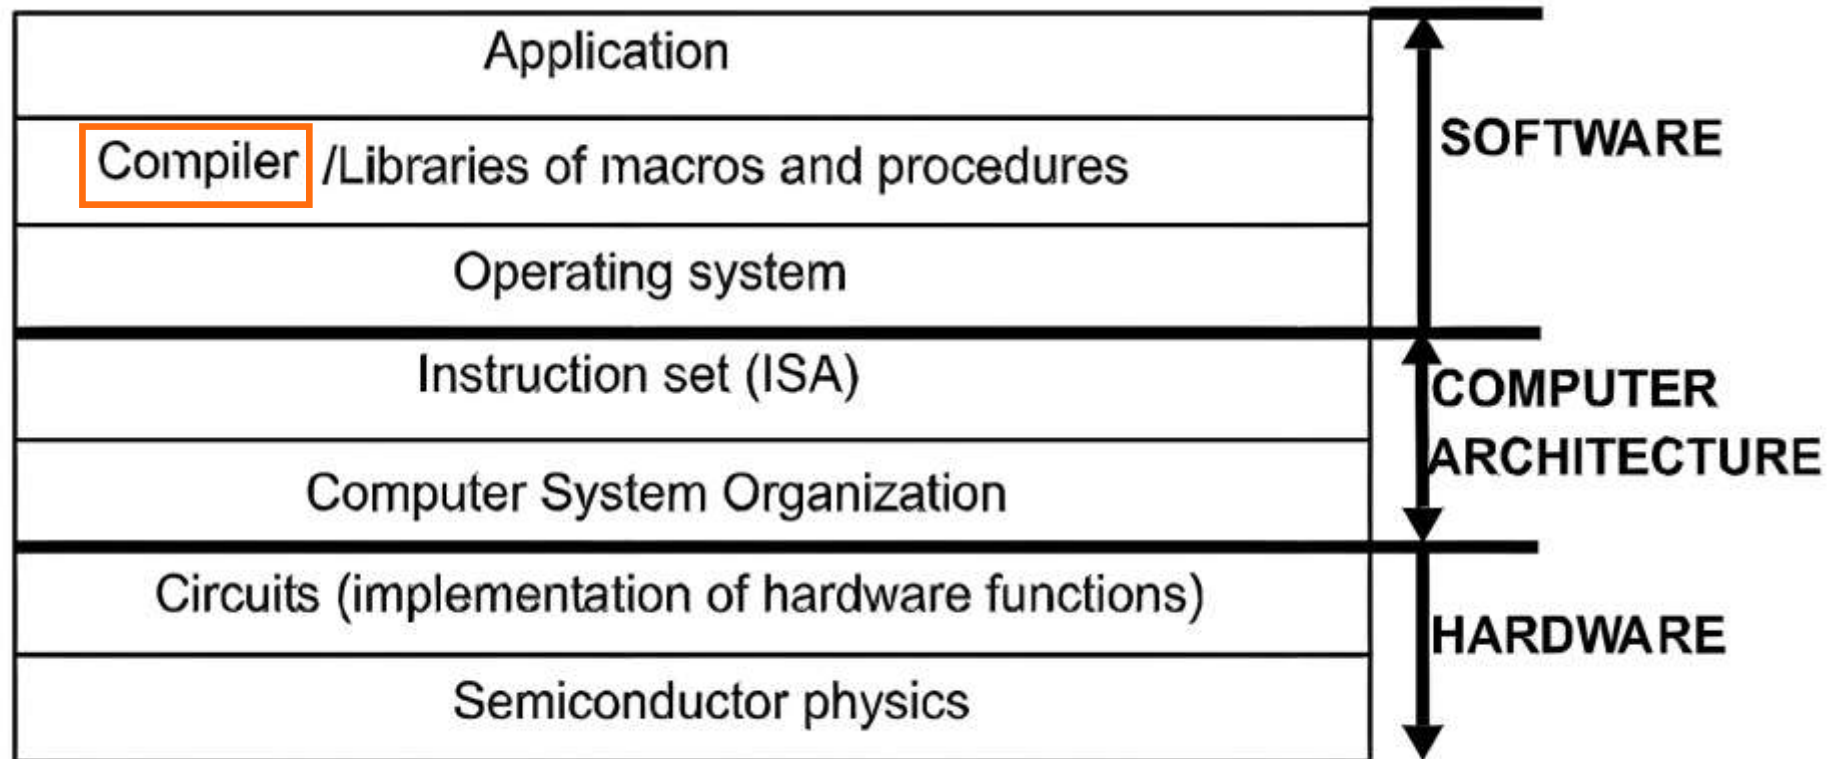 Application
Compiler /Libraries of macros and procedures
Operating system
Instruction set (ISA)
Computer System Organization
Circuits (implementation of hardware functions)
Semiconductor physics
SOFTWARE
COMPUTER
ARCHITECTURE
HARDWARE